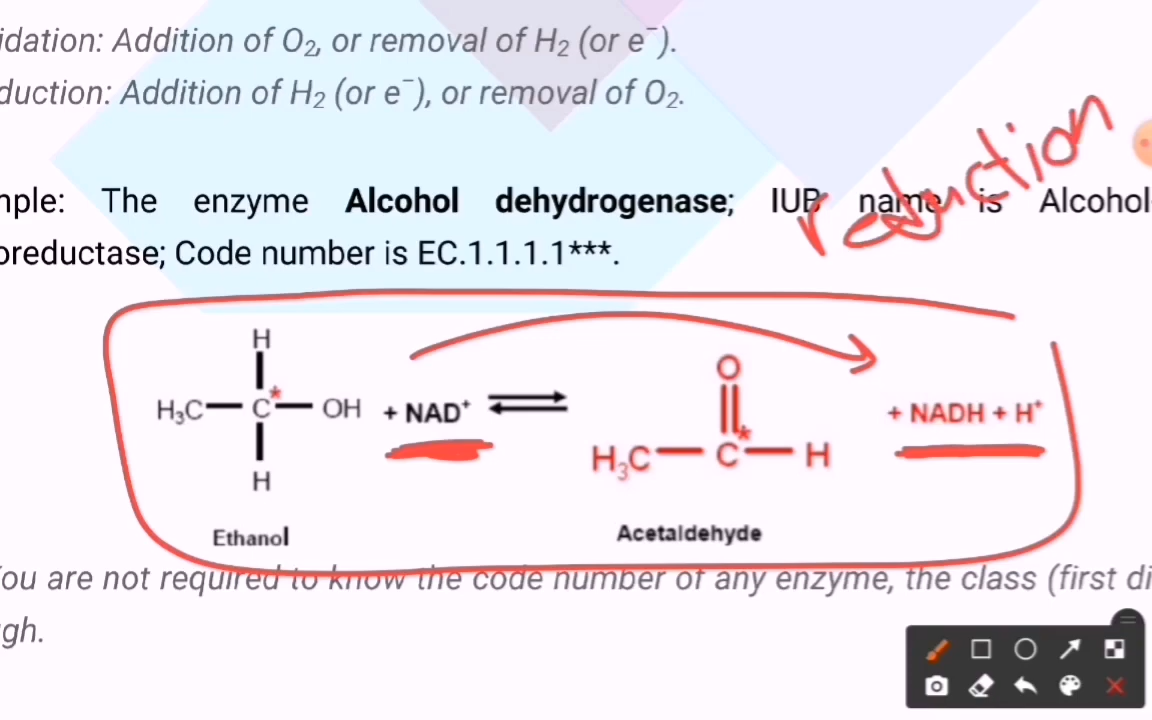 idation: Addition of O₂, or removal of H₂ (or e⁻).
duction: Addition of H₂ (or e⁻), or removal of O₂.
reduction
mple: The enzyme Alcohol dehydrogenase; IUB name is Alcohol
oreductase; Code number is EC.1.1.1.1***.
H
O
H₃C — C* — OH + NAD⁺ ⇌ + NADH + H⁺
H₃C — C* — H
H
Ethanol Acetaldehyde
ou are not required to know the code number of any enzyme, the class (first di
gh.